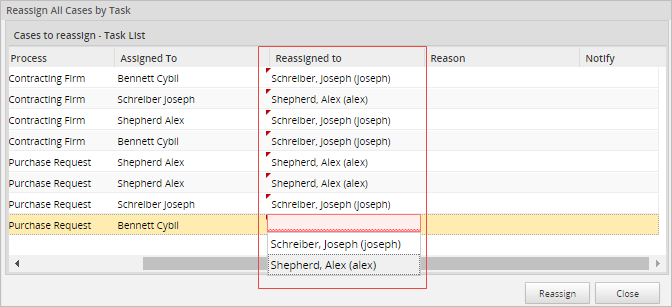 Reassign All Cases by Task
Cases to reassign - Task List
Process Assigned To Reassigned to Reason Notify
Contracting Firm Bennett Cybil Schreiber, Joseph (joseph)
Contracting Firm Schreiber Joseph Shepherd, Alex (alex)
Contracting Firm Shepherd Alex Schreiber, Joseph (joseph)
Contracting Firm Bennett Cybil Schreiber, Joseph (joseph)
Purchase Request Shepherd Alex Shepherd, Alex (alex)
Purchase Request Shepherd Alex Shepherd, Alex (alex)
Purchase Request Schreiber Joseph Schreiber, Joseph (joseph)
Purchase Request Bennett Cybil
Schreiber, Joseph (joseph)
Shepherd, Alex (alex)
Reassign Close